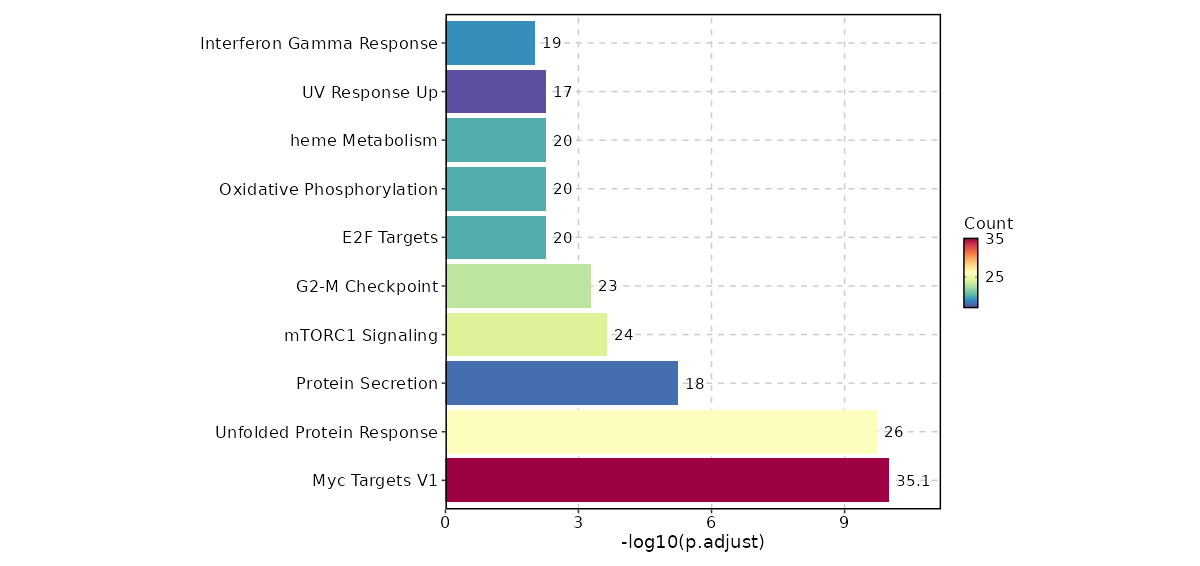 Interferon Gamma Response 19
UV Response Up 17
heme Metabolism 20
Oxidative Phosphorylation 20
E2F Targets 20
G2-M Checkpoint 23
mTORC1 Signaling 24
Protein Secretion 18
Unfolded Protein Response 26
Myc Targets V1 35.1
0 3 6 9
-log10(p.adjust)
Count
35
25